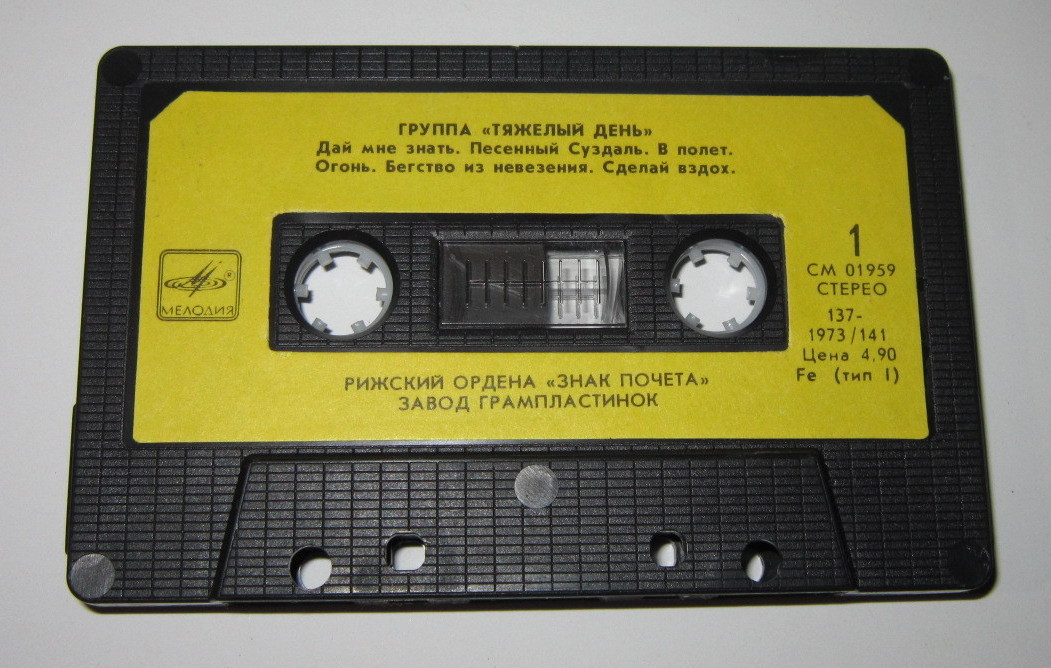 ГРУППА «ТЯЖЕЛЫЙ ДЕНЬ»
Дай мне знать. Песенный Суздаль. В полет.
Огонь. Бегство из невезения. Сделай вздох.
® МЕЛОДИЯ
1
СМ 01959
СТЕРЕО
137-
1973/141
Цена 4,90
Fe (тип I)
РИЖСКИЙ ОРДЕНА «ЗНАК ПОЧЕТА»
ЗАВОД ГРАМПЛАСТИНОК